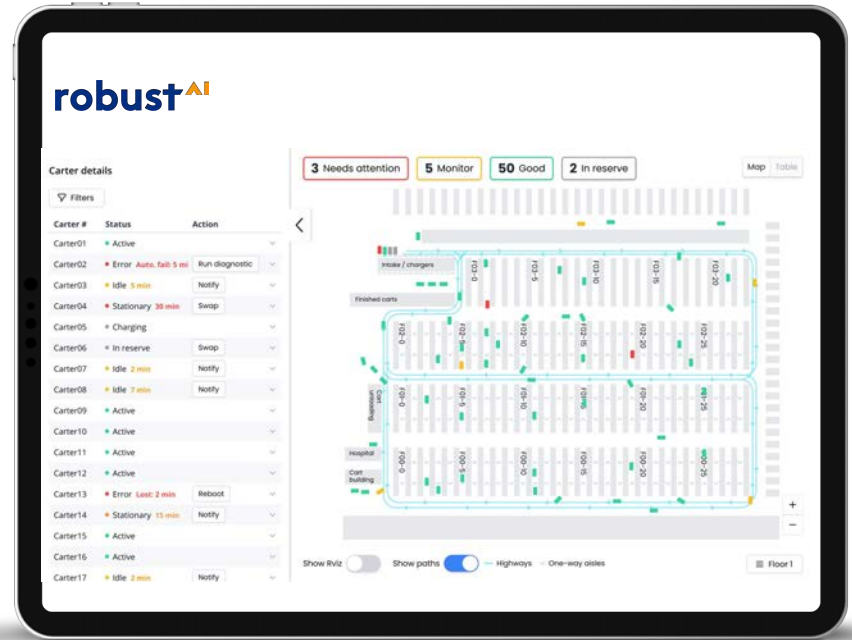 robust AI
Carter details
Filters
Carter # Status Action
Carter01 Active
Carter02 Error Auto. fail: 5 mi Run diagnostic
Carter03 Idle 5 min Notify
Carter04 Stationary 30 min Swap
Carter05 Charging
Carter06 In reserve Swap
Carter07 Idle 2 min Notify
Carter08 Idle 7 min Notify
Carter09 Active
Carter10 Active
Carter11 Active
Carter12 Active
Carter13 Error Lost: 2 min Reboot
Carter14 Stationary 15 min Notify
Carter15 Active
Carter16 Active
Carter17 Idle 2 min Notify
3 Needs attention 5 Monitor 50 Good 2 In reserve
Map Table
Intake / chargers
Finished carts
F03-0 F03-5 F03-10 F03-15 F03-20
F02-0 F02-5 F02-10 F02-15 F02-20 F02-25
Cart
unloading
F01-0 F01-5 F01-10 F01-15 F01-20 F01-25
Hospital
Cart
building
F00-0 F00-5 F00-10 F00-15 F00-20 F00-25
+
−
Show Rviz Show paths Highways One-way aisles
Floor 1